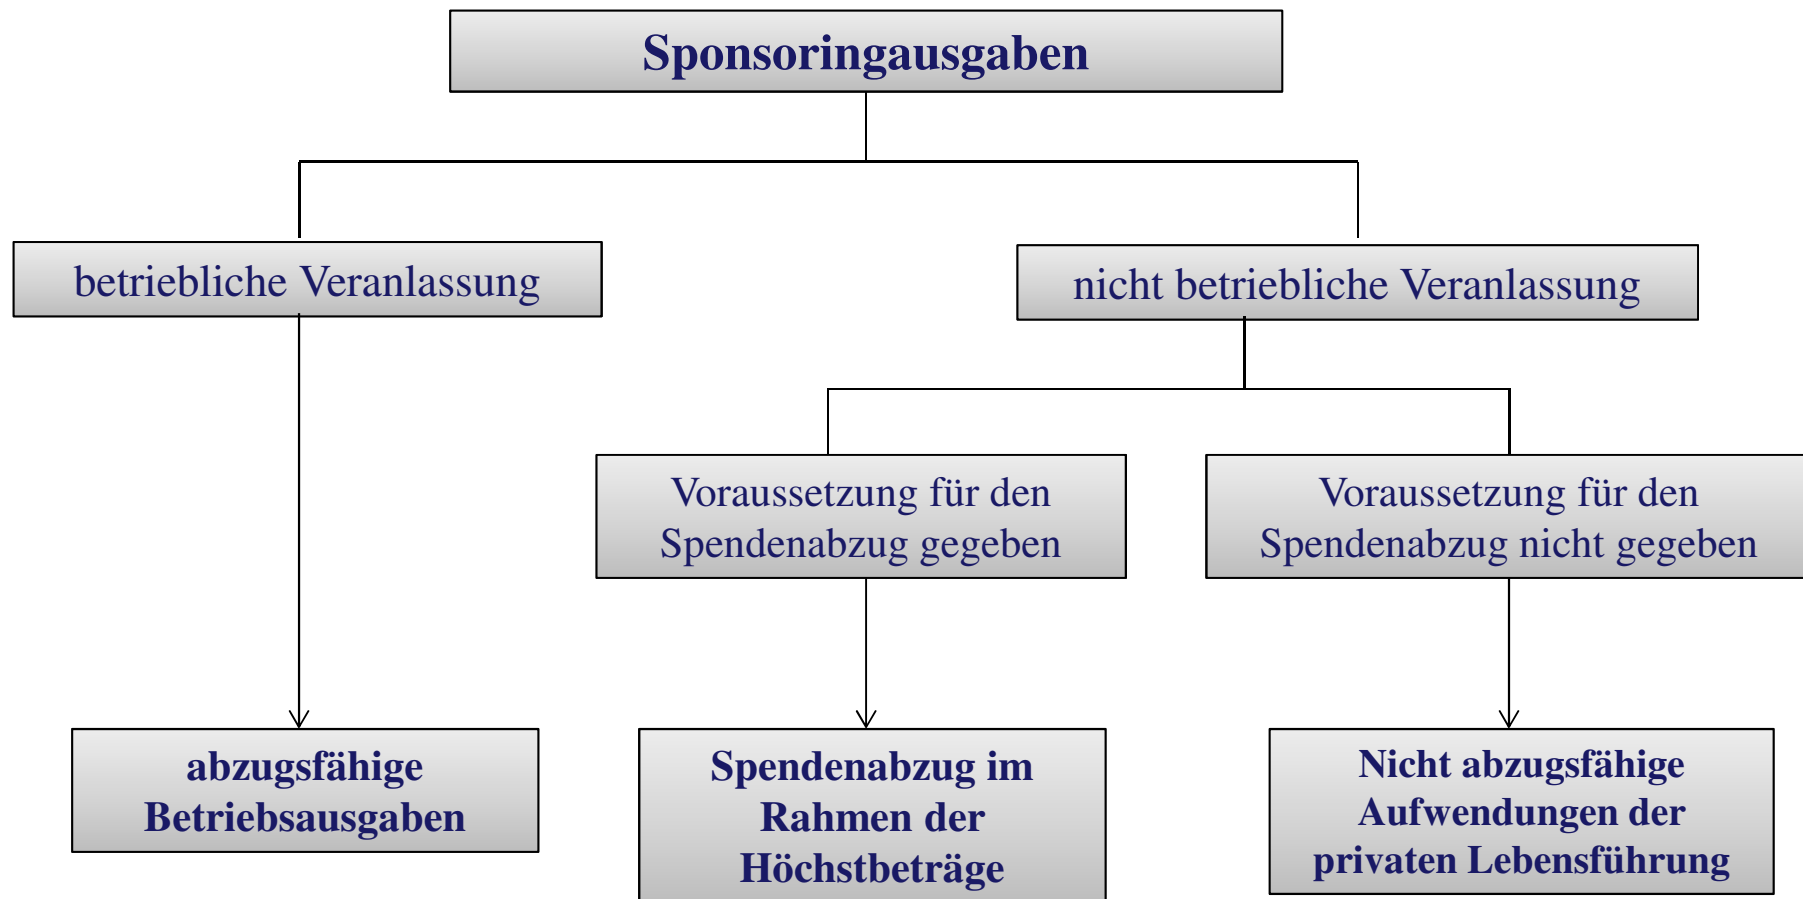 Sponsoringausgaben
betriebliche Veranlassung
nicht betriebliche Veranlassung
Voraussetzung für den
Spendenabzug gegeben
Voraussetzung für den
Spendenabzug nicht gegeben
abzugsfähige
Betriebsausgaben
Spendenabzug im
Rahmen der
Höchstbeträge
Nicht abzugsfähige
Aufwendungen der
privaten Lebensführung